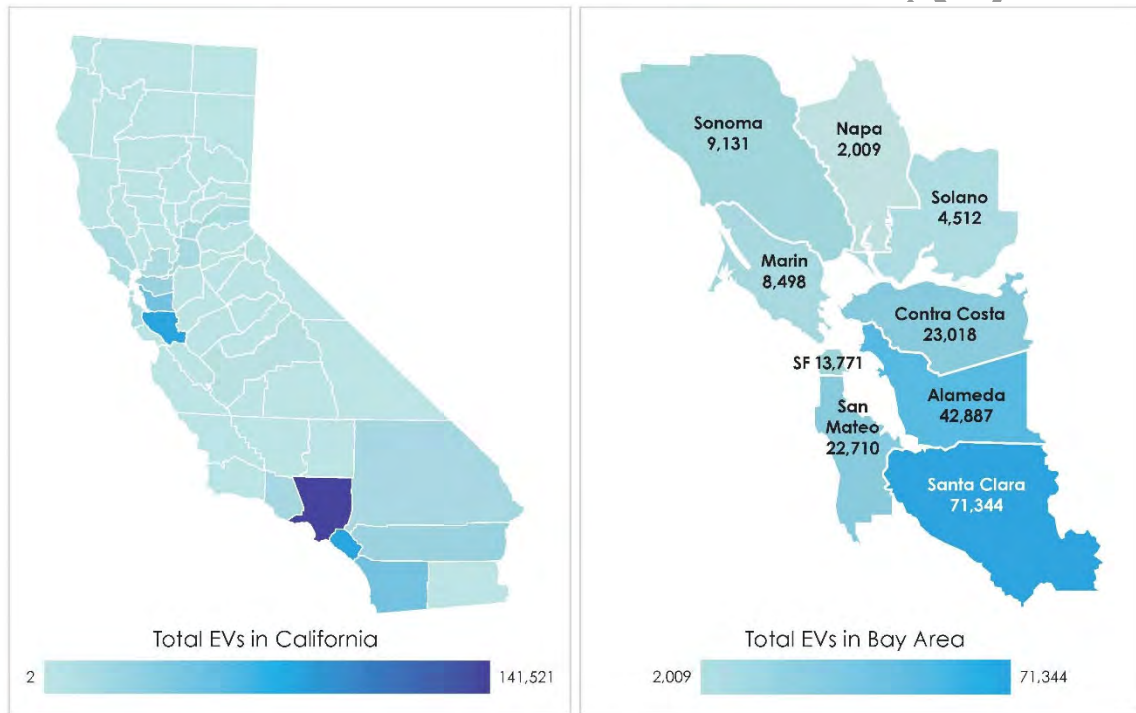 Total EVs in California
2
141,521
Sonoma
9,131
Napa
2,009
Solano
4,512
Marin
8,498
Contra Costa
23,018
SF 13,771
Alameda
42,887
San
Mateo
22,710
Santa Clara
71,344
Total EVs in Bay Area
2,009
71,344